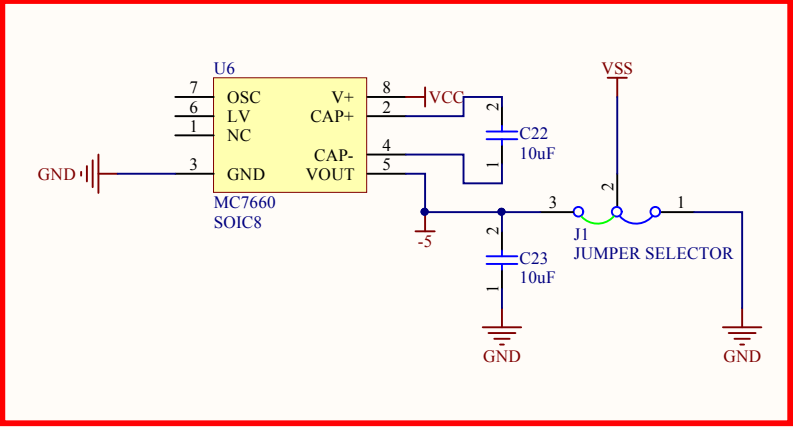 U6
VSS
7
OSC
V+
8
VCC
6
LV
CAP+
2
2
1
NC
C22
10uF
CAP-
4
1
GND
3
GND
VOUT
5
2
MC7660
SOIC8
3
1
-5
2
J1
JUMPER SELECTOR
C23
10uF
1
GND
GND